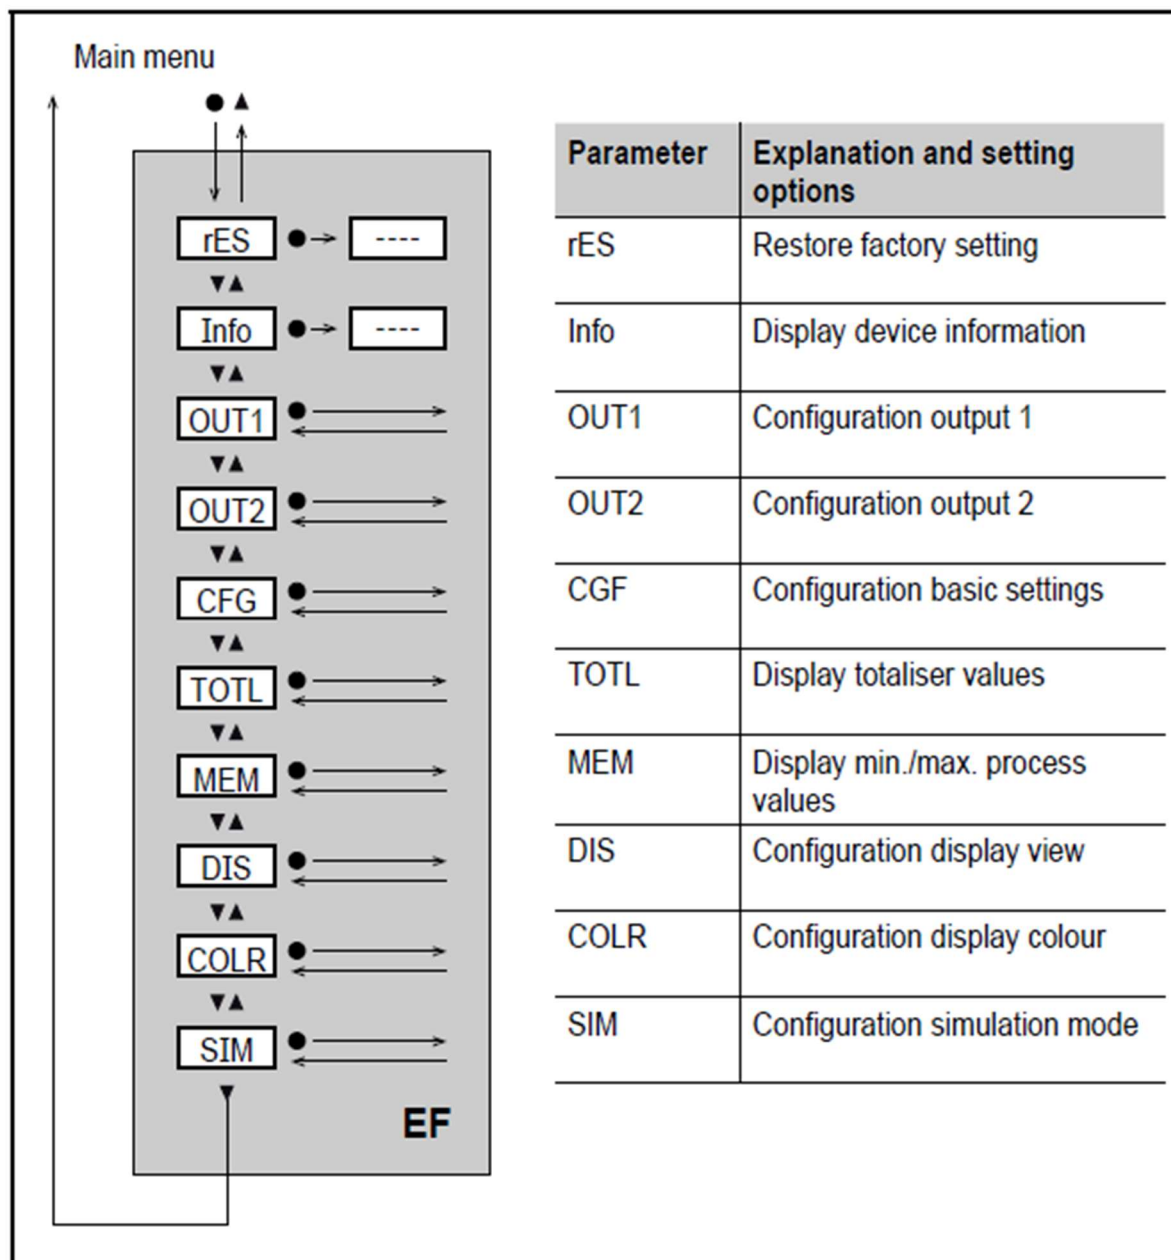 Main menu
● ▲
rES ● → ----
▼▲
Info ● → ----
▼▲
OUT1 ●
▼▲
OUT2 ●
▼▲
CFG ●
▼▲
TOTL ●
▼▲
MEM ●
▼▲
DIS ●
▼▲
COLR ●
▼▲
SIM ●
▼
EF
Parameter Explanation and setting
options
rES Restore factory setting
Info Display device information
OUT1 Configuration output 1
OUT2 Configuration output 2
CGF Configuration basic settings
TOTL Display totaliser values
MEM Display min./max. process
values
DIS Configuration display view
COLR Configuration display colour
SIM Configuration simulation mode